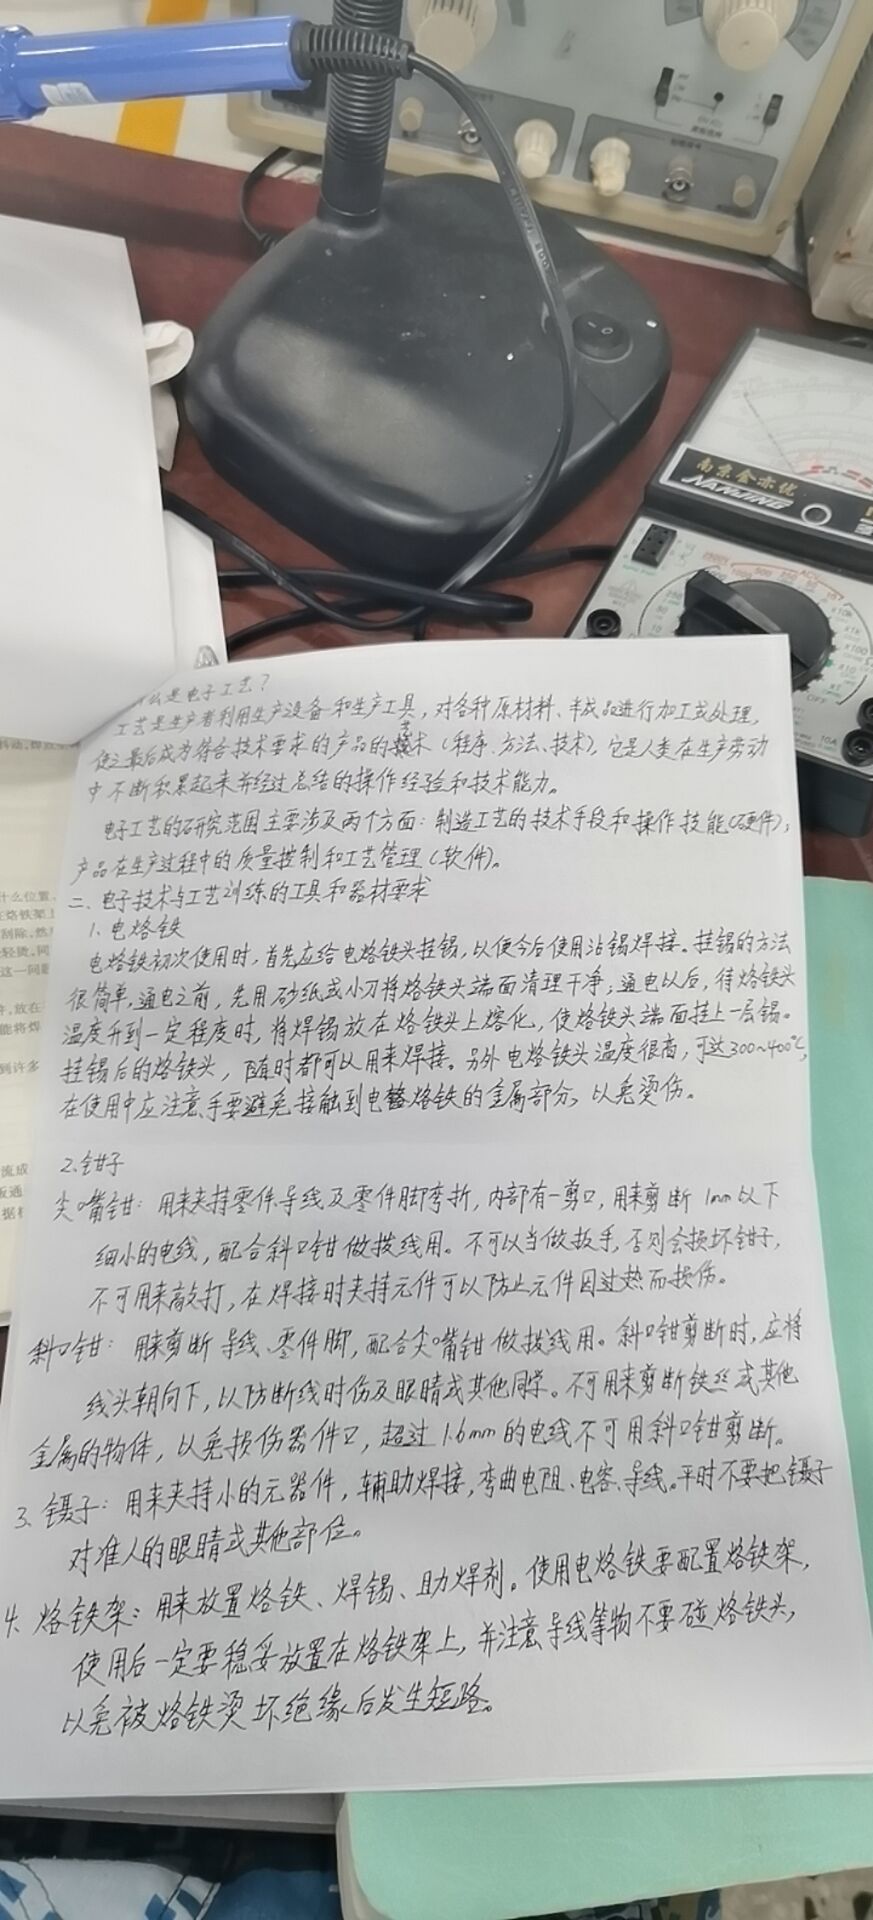 南京金亦优
NANJING
OFF
10A
什么是电子工艺？
工艺是生产者利用生产设备和生产工具，对各种原材料、半成品进行加工或处理，
使之最后成为符合技术要求的产品的艺术（程序、方法、技术），它是人类在生产劳动
中不断积累起来并经过总结的操作经验和技术能力。
电子工艺的研究范围主要涉及两个方面：制造工艺的技术手段和操作技能（硬件），
产品在生产过程中的质量控制和工艺管理（软件）。
二、电子技术与工艺训练的工具和器材要求
1、电烙铁
电烙铁初次使用时，首先应给电烙铁头挂锡，以便今后使用沾锡焊接。挂锡的方法
很简单，通电之前，先用砂纸或小刀将烙铁头端面清理干净；通电以后，待烙铁头
温度升到一定程度时，将焊锡放在烙铁头上熔化，使烙铁头端面挂上一层锡。
挂锡后的烙铁头，随时都可以用来焊接。另外电烙铁头温度很高，可达300~400℃，
在使用中应注意手要避免接触到电烙铁的金属部分，以免烫伤。
2、钳子
尖嘴钳：用来夹持零件、导线及零件脚弯折，内部有一剪口，用来剪断1mm以下
细小的电线，配合斜口钳做拨线用。不可以当做扳手，否则会损坏钳子，
不可用来敲打，在焊接时夹持元件可以防止元件因过热而损伤。
斜口钳：用来剪断导线、零件脚，配合尖嘴钳做拨线用。斜口钳剪断时，应将
线头朝向下，以防断线时伤及眼睛或其他同学。不可用来剪断铁丝或其他
金属的物体，以免损伤器件口，超过1.6mm的电线不可用斜口钳剪断。
3、镊子：用来夹持小的元器件，辅助焊接，弯曲电阻、电容、导线。平时不要把镊子
对准人的眼睛或其他部位。
4、烙铁架：用来放置烙铁、焊锡、助焊剂。使用电烙铁要配置烙铁架，
使用后一定要稳妥放置在烙铁架上，并注意导线等物不要碰烙铁头，
以免被烙铁烫坏绝缘后发生短路。